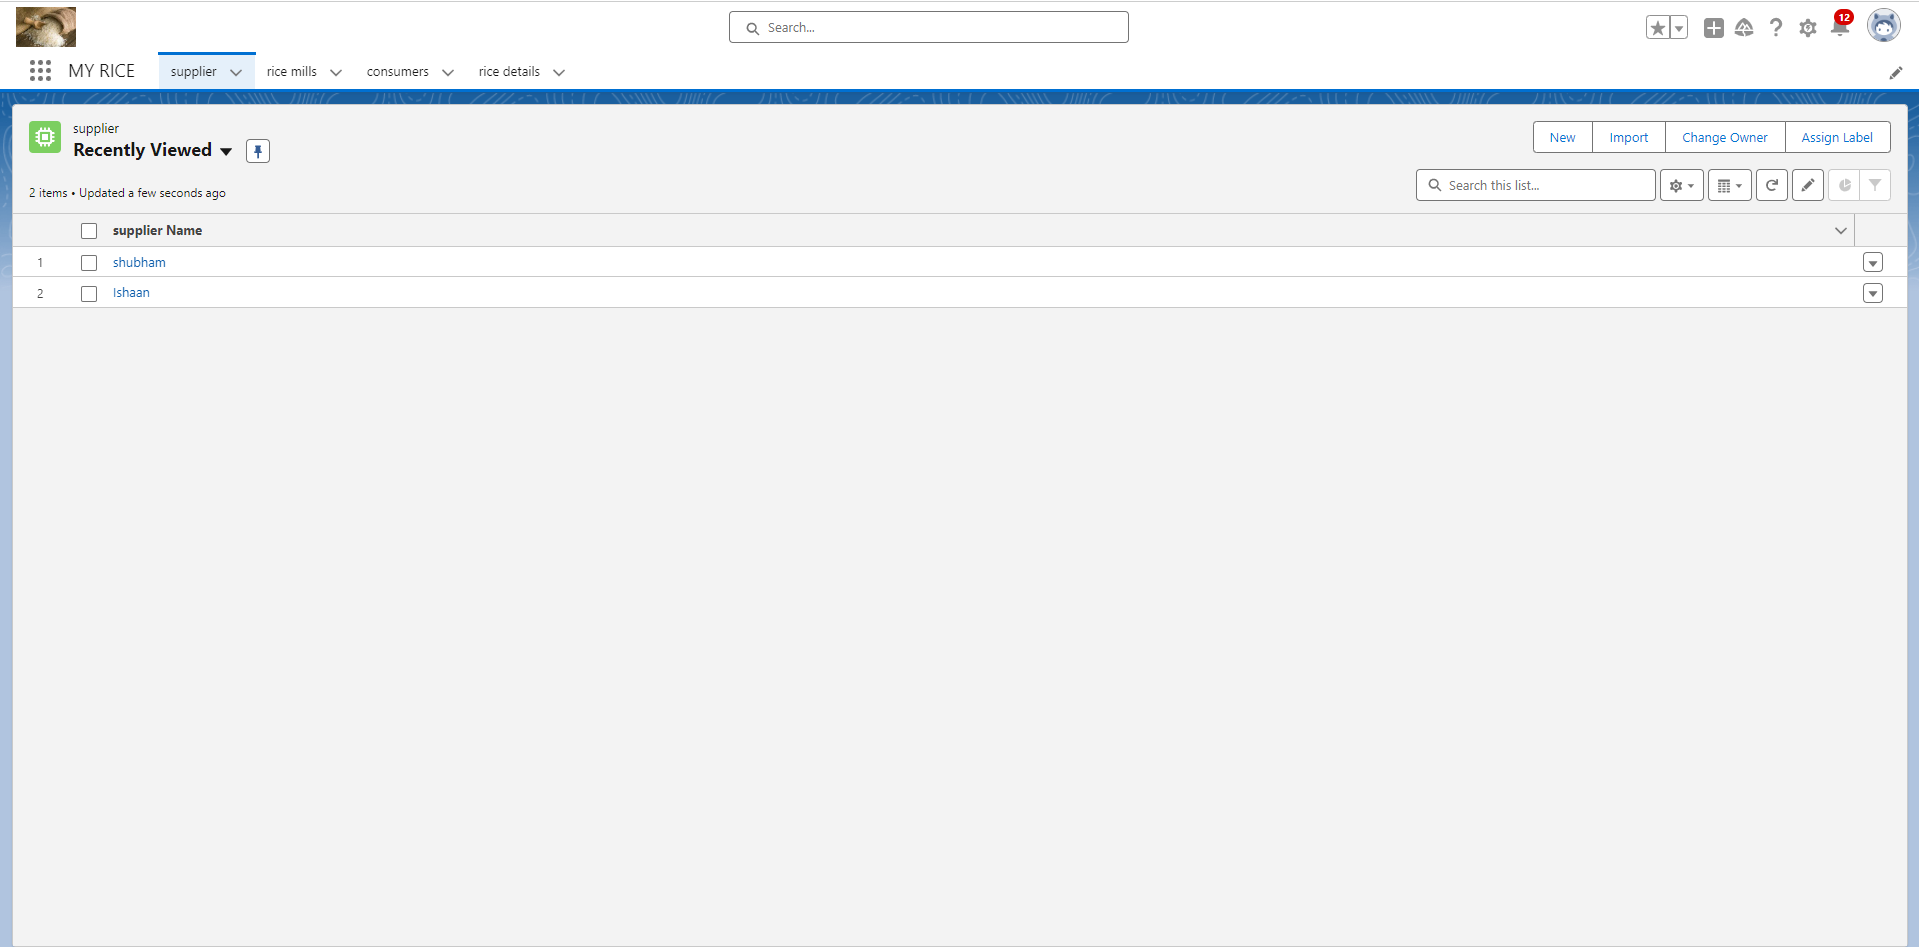 Search...
12
MY RICE
supplier
rice mills
consumers
rice details
supplier
Recently Viewed
New
Import
Change Owner
Assign Label
2 items • Updated a few seconds ago
Search this list...
supplier Name
1 shubham
2 Ishaan